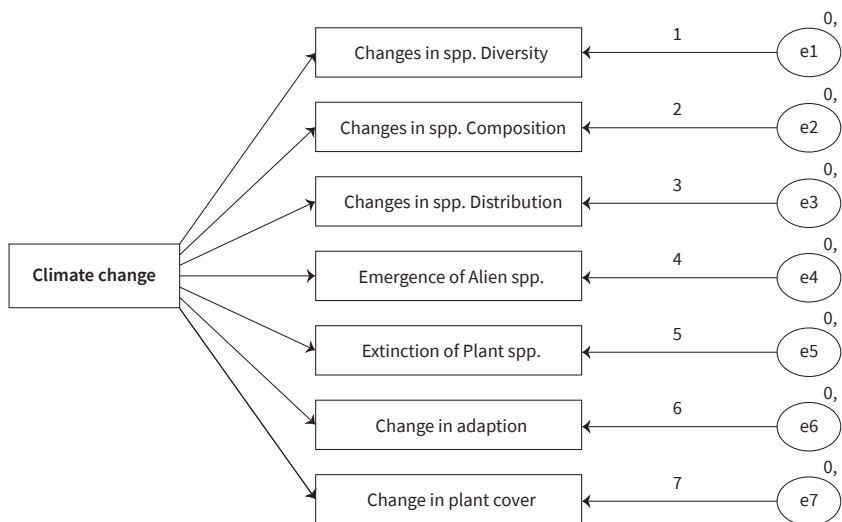 0,
Changes in spp. Diversity
1
e1
0,
Changes in spp. Composition
2
e2
0,
Changes in spp. Distribution
3
e3
0,
Climate change
Emergence of Alien spp.
4
e4
0,
Extinction of Plant spp.
5
e5
0,
Change in adaption
6
e6
0,
Change in plant cover
7
e7